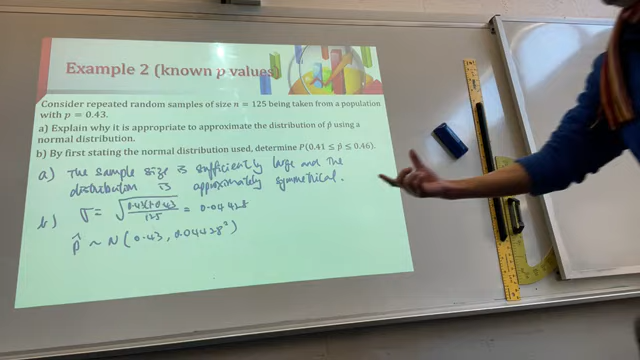 Example 2 (known p values)
Consider repeated random samples of size n = 125 being taken from a population
with p = 0.43.
a) Explain why it is appropriate to approximate the distribution of p̂ using a
normal distribution.
b) By first stating the normal distribution used, determine P(0.41 ≤ p̂ ≤ 0.46).
a) The sample size is sufficiently large and the
distribution is approximately symmetrical.
b) σ = √(0.43(1-0.43)/125) = 0.04428
p̂ ~ N(0.43, 0.04428²)